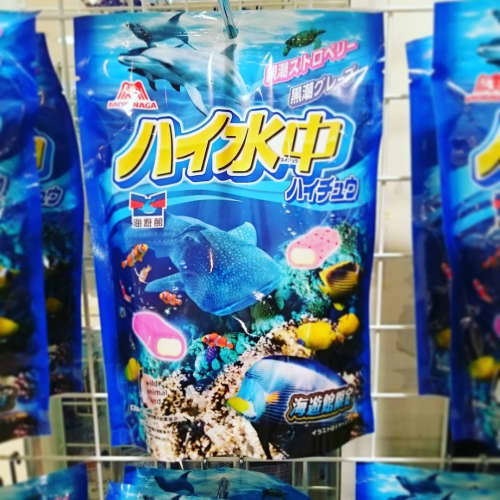 黒潮ストロベリー
黒潮グレープ
MORINAGA
ハイ水中
ハイチュウ
海遊館
海遊館限定